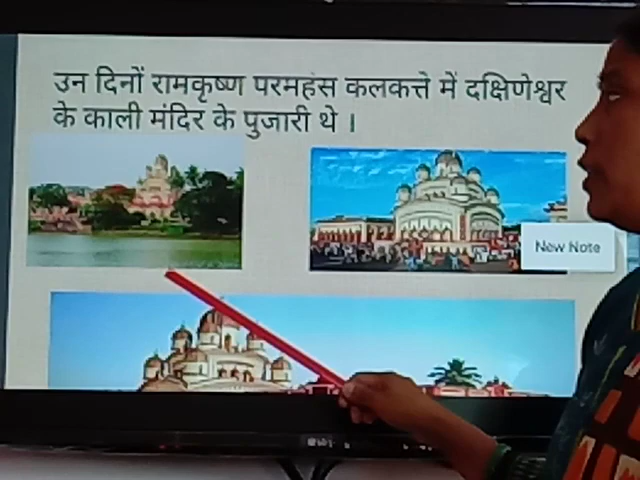 उन दिनों रामकृष्ण परमहंस कलकत्ते में दक्षिणेश्वर
के काली मंदिर के पुजारी थे ।
New Note